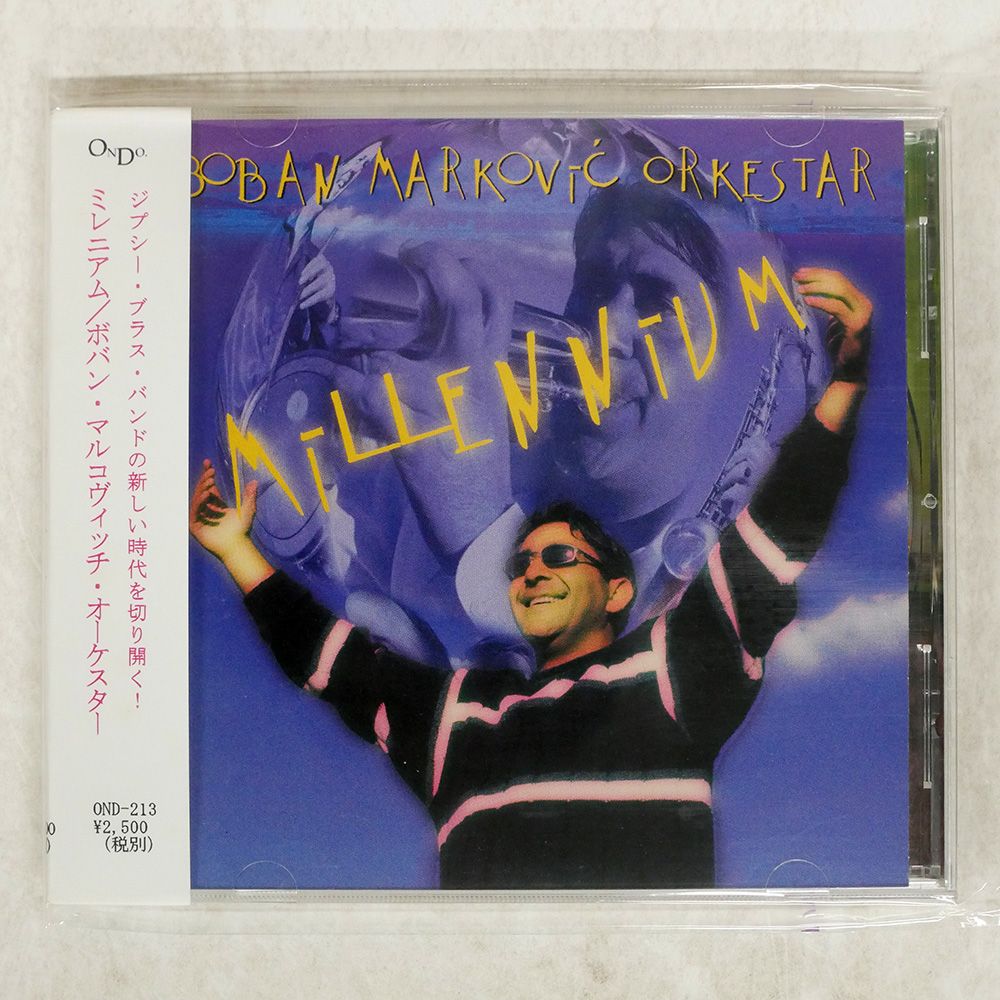 BOBAN MARKOVIĆ ORKESTAR
MiLLENNiUM
ONDO.
ジプシー・ブラス・バンドの新しい時代を切り開く!
ミレニアム/ボバン・マルコヴィッチ・オーケスター
OND-213
¥2,500
(税別)